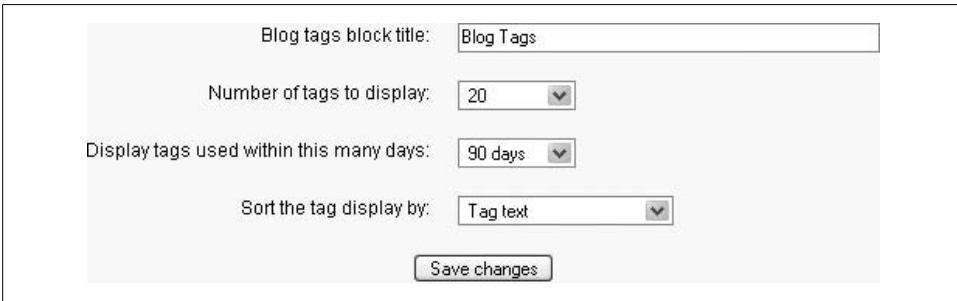 Blog tags block title: Blog Tags
Number of tags to display: 20
Display tags used within this many days: 90 days
Sort the tag display by: Tag text
Save changes